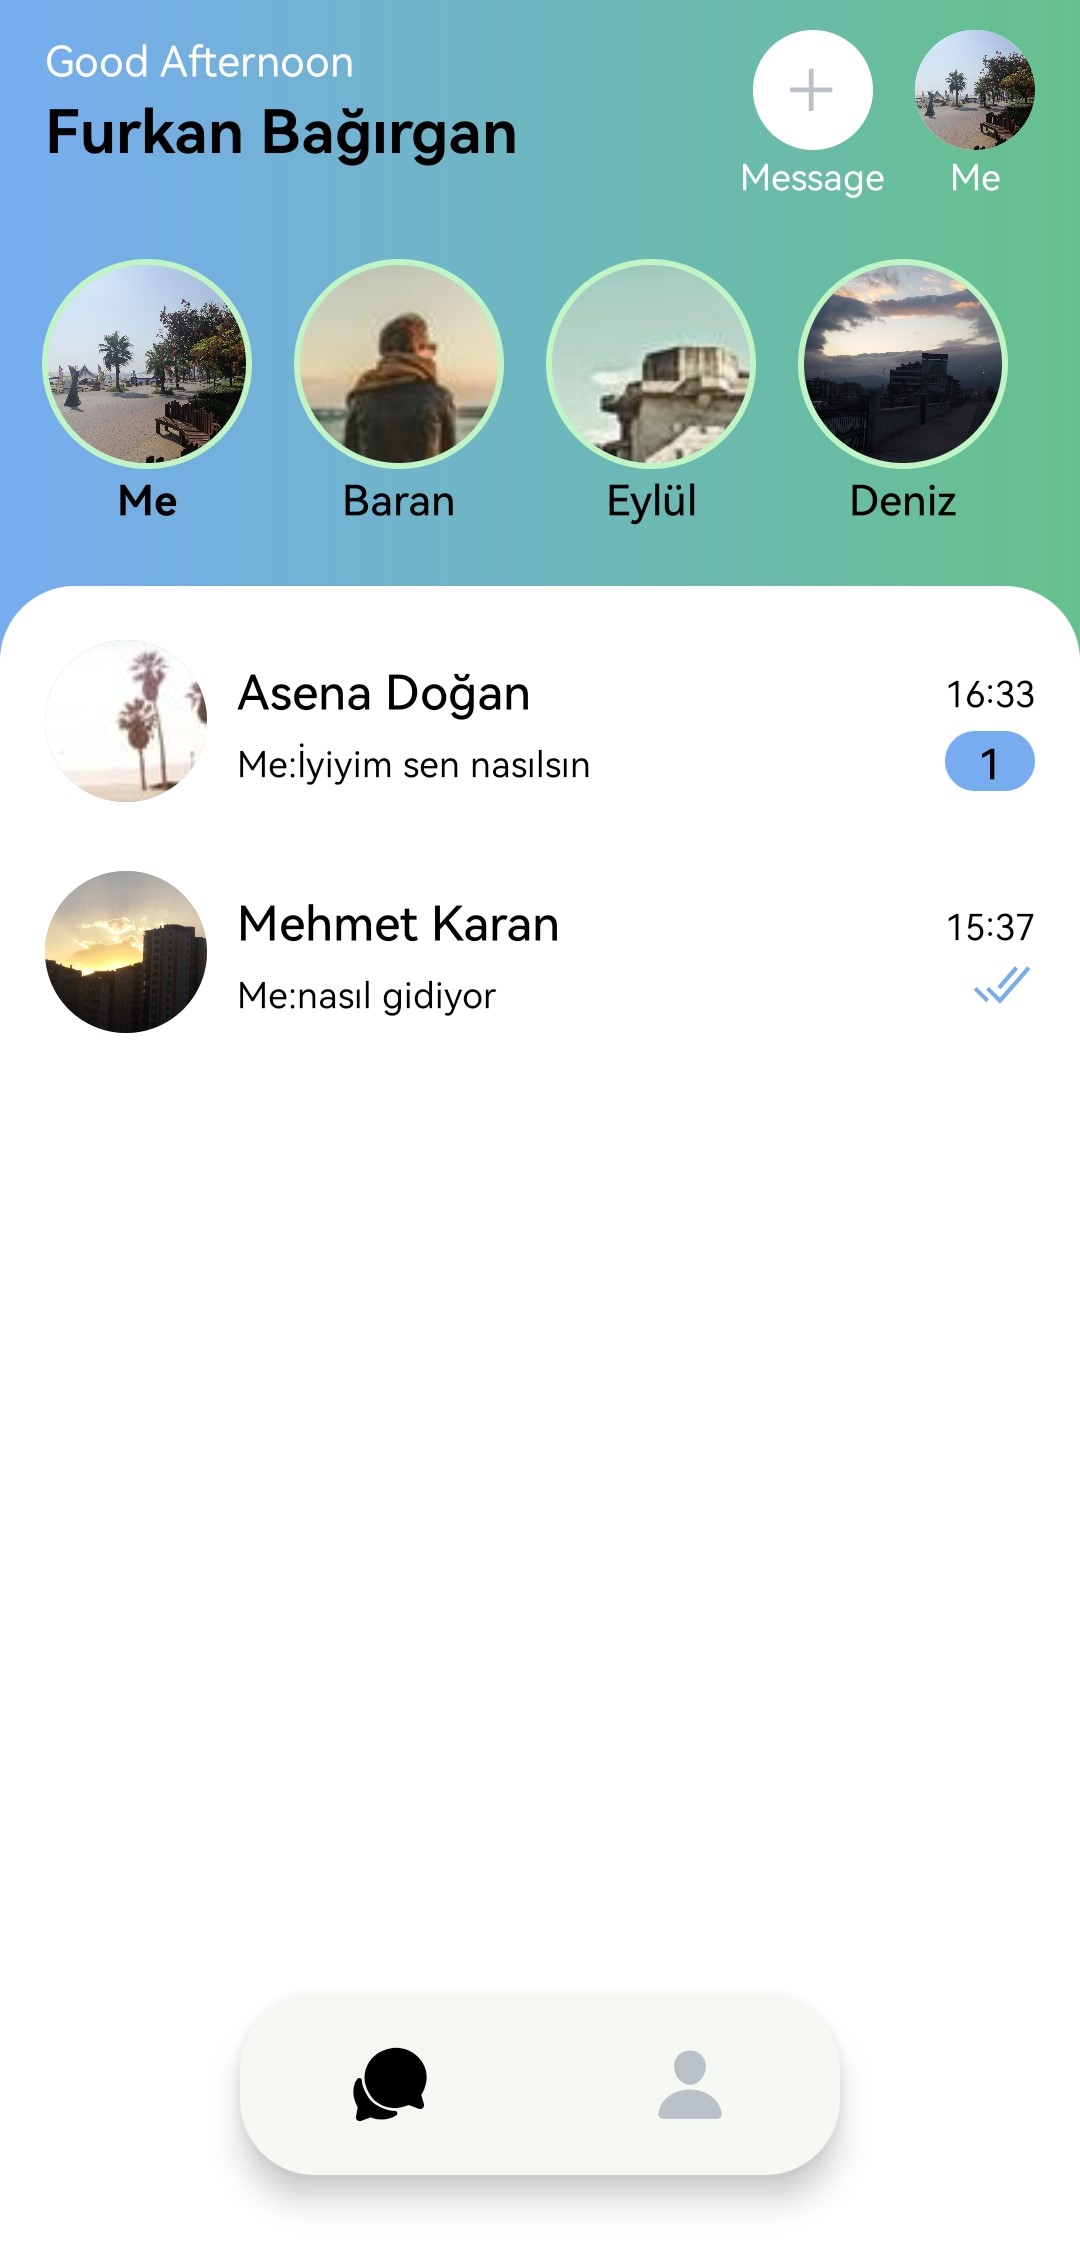 Good Afternoon
Furkan Bağırgan
Message
Me
Me
Baran
Eylül
Deniz
Asena Doğan
16:33
Me:İyiyim sen nasılsın
1
Mehmet Karan
15:37
Me:nasıl gidiyor